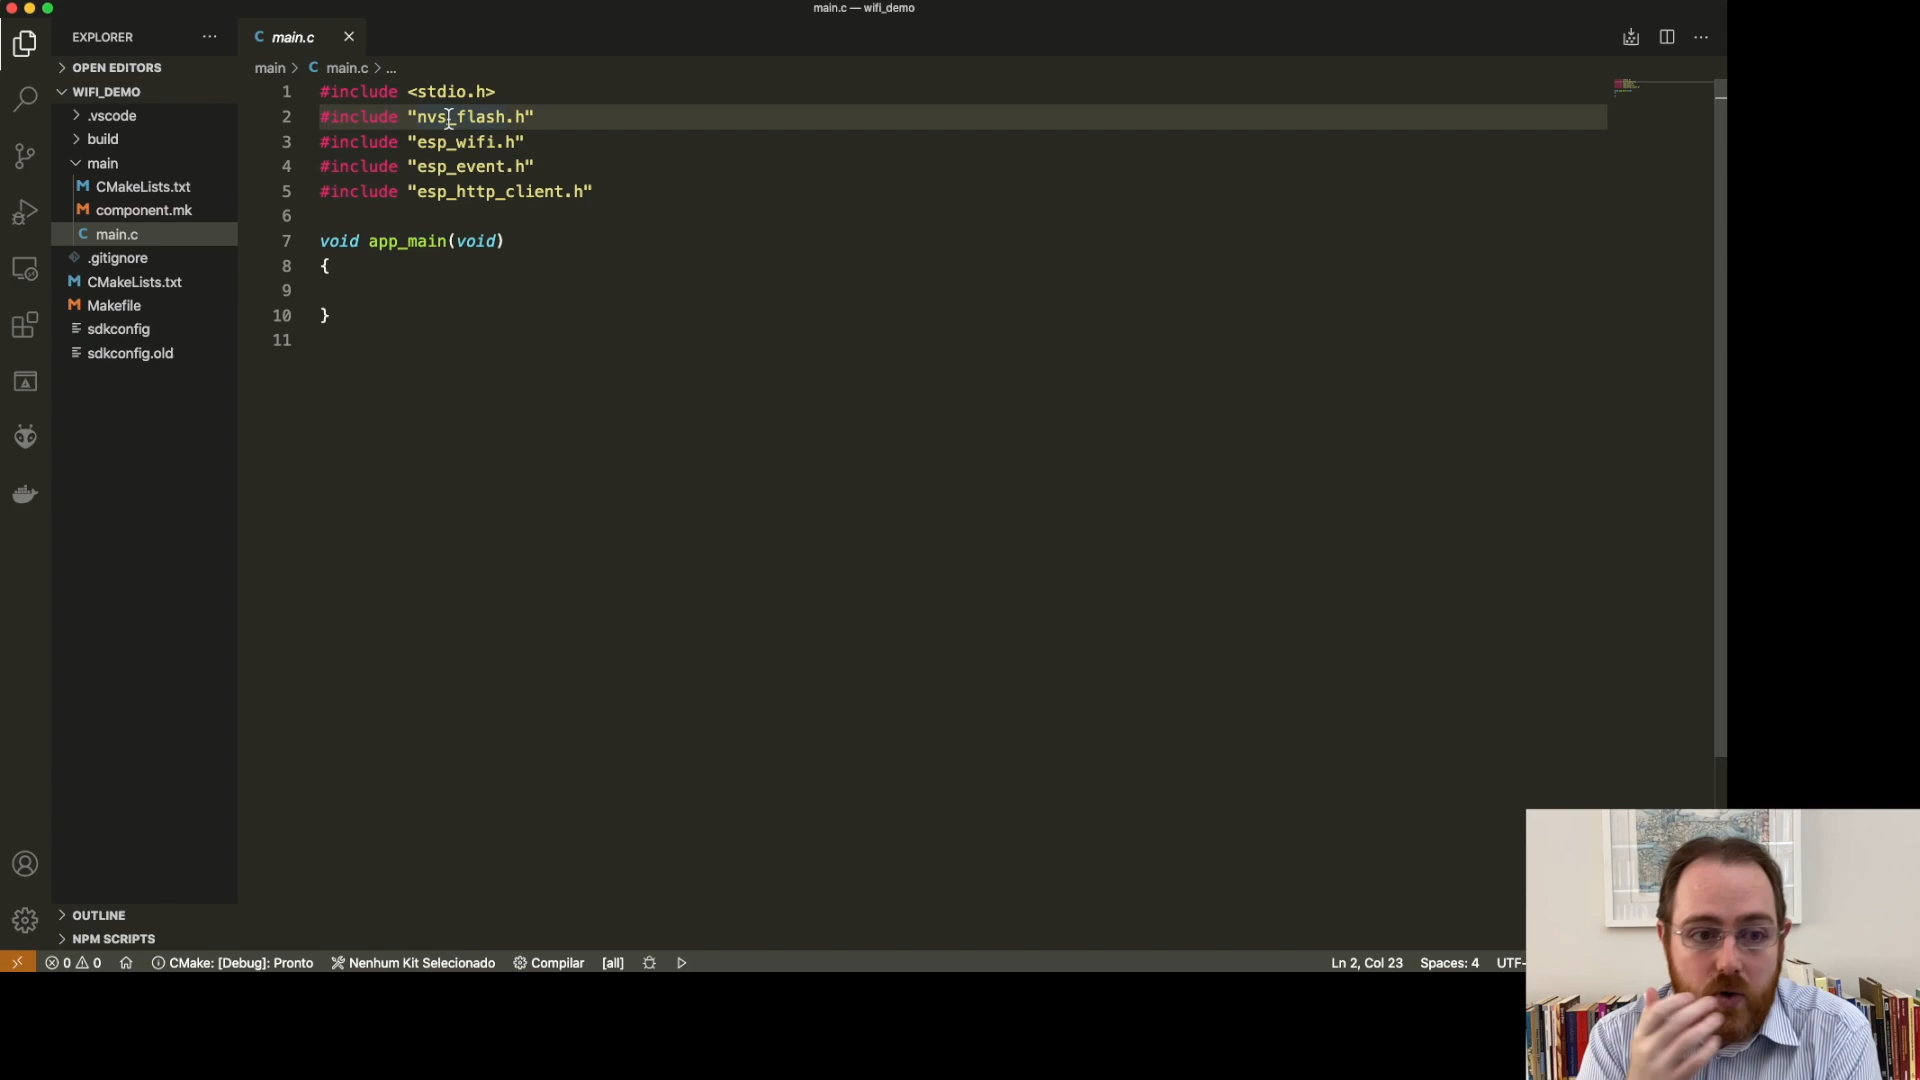 main.c — wifi_demo
EXPLORER
main.c
OPEN EDITORS
WIFI_DEMO
.vscode
build
main
CMakeLists.txt
component.mk
main.c
.gitignore
CMakeLists.txt
Makefile
sdkconfig
sdkconfig.old
OUTLINE
NPM SCRIPTS
main > C main.c > ...
1 #include <stdio.h>
2 #include "nvs_flash.h"
3 #include "esp_wifi.h"
4 #include "esp_event.h"
5 #include "esp_http_client.h"
6
7 void app_main(void)
8 {
9
10 }
11
0 0 CMake: [Debug]: Pronto Nenhum Kit Selecionado Compilar [all] Ln 2, Col 23 Spaces: 4 UTF-